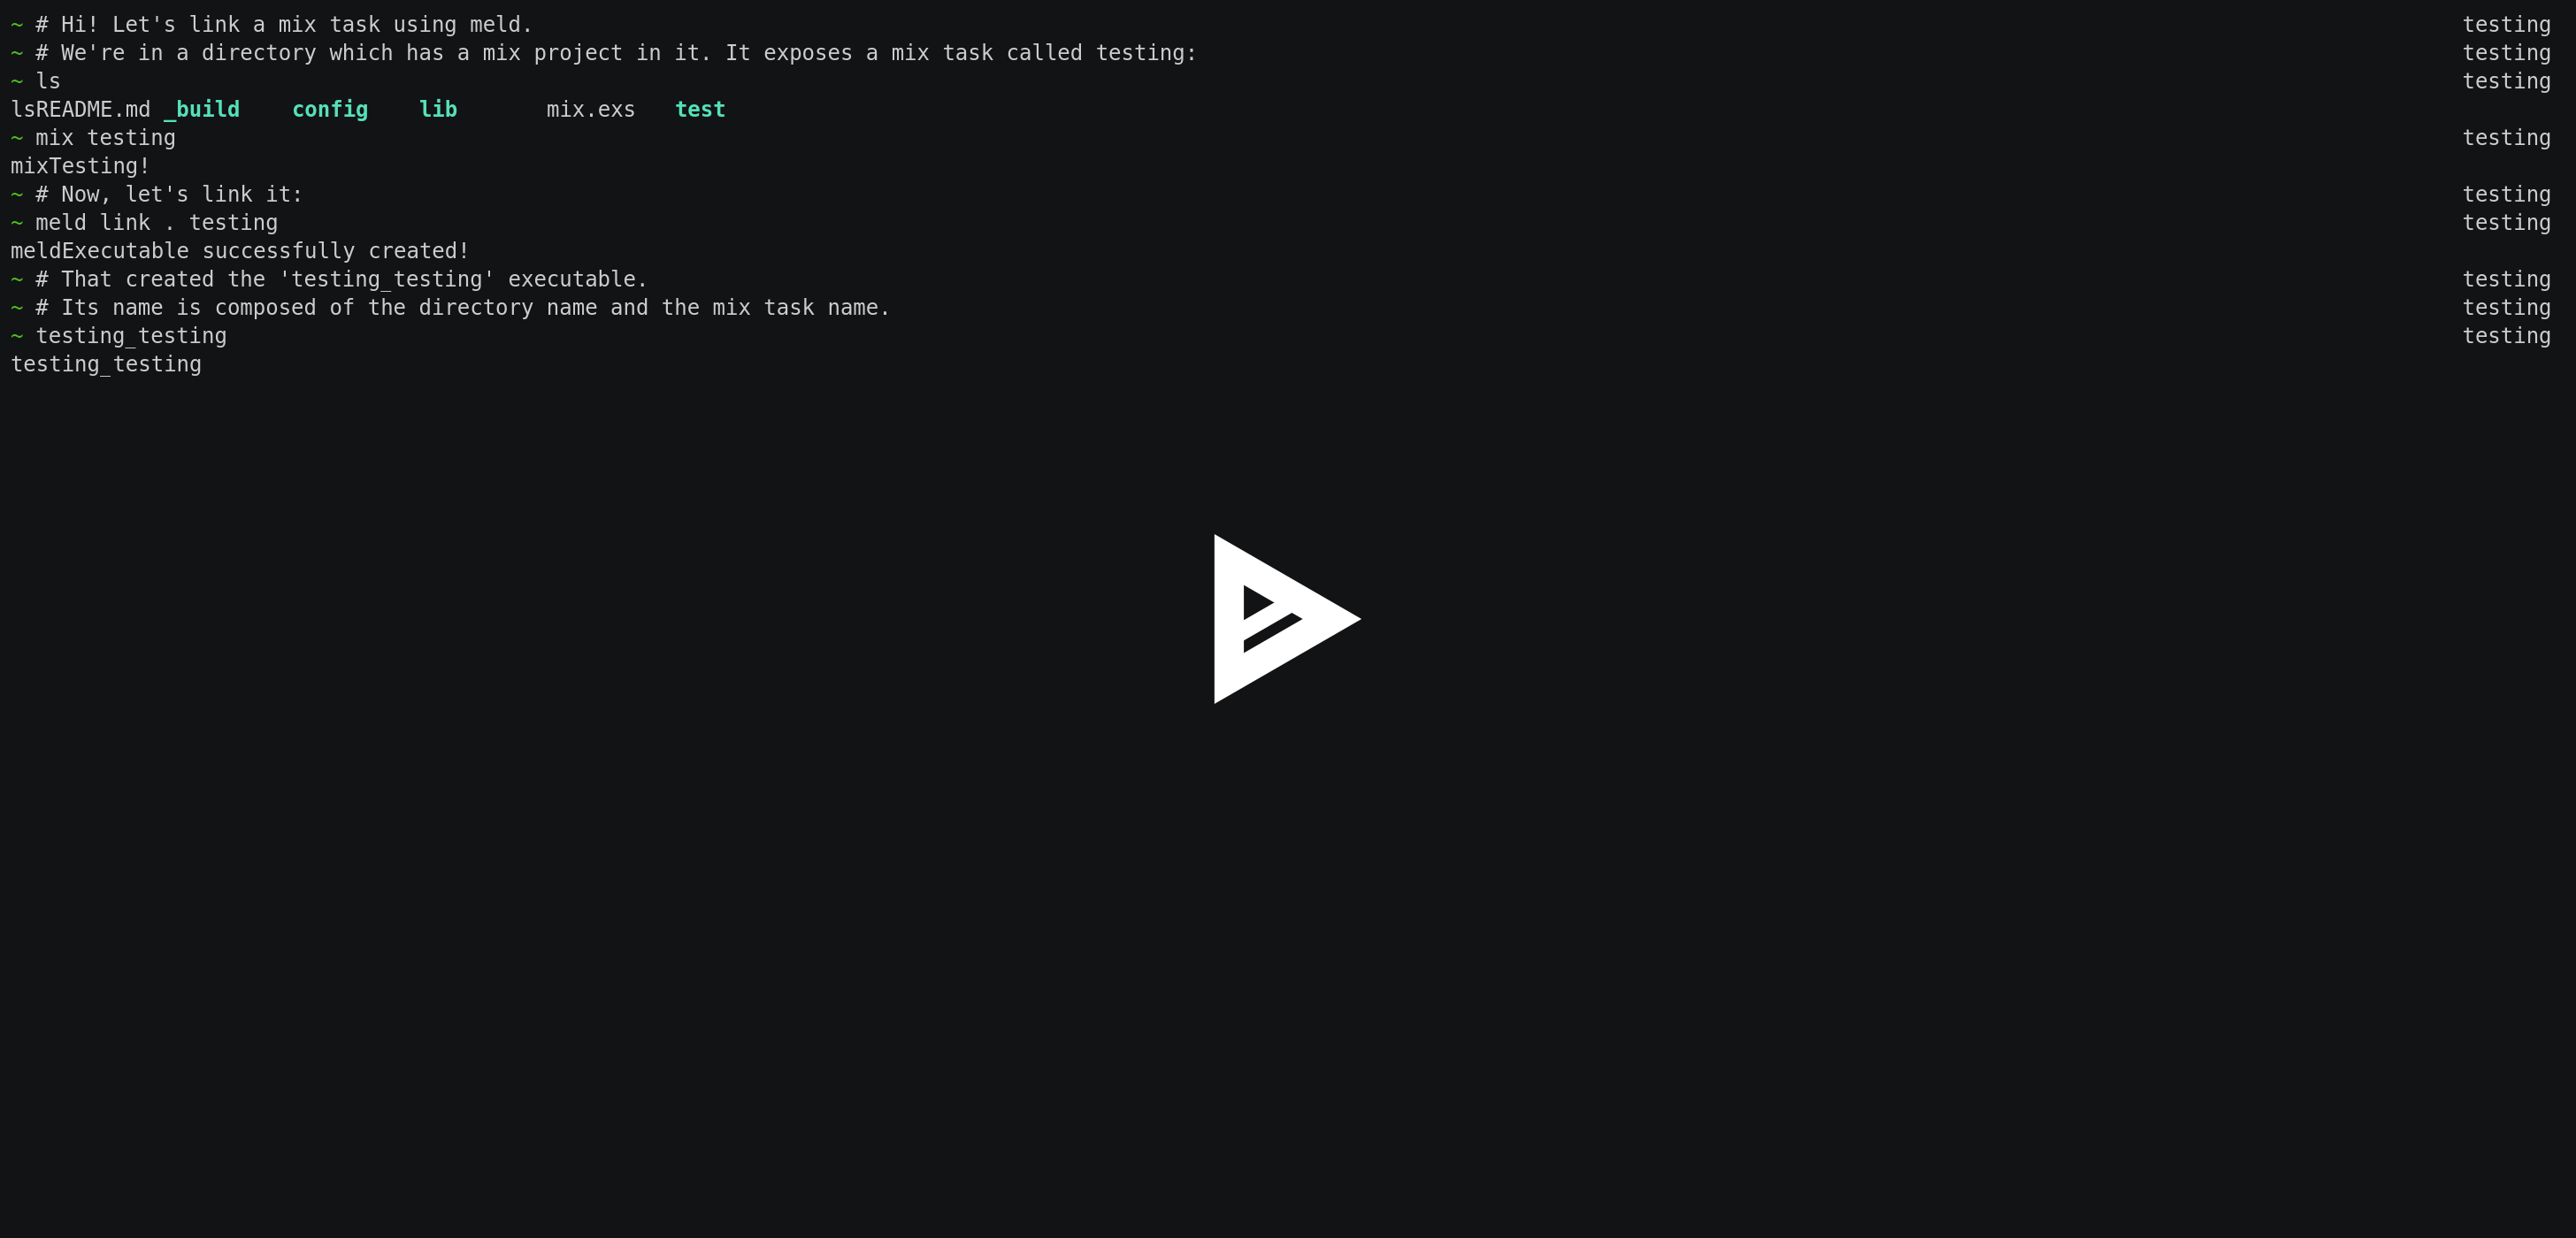 ~ # Hi! Let's link a mix task using meld. testing
~ # We're in a directory which has a mix project in it. It exposes a mix task called testing: testing
~ ls testing
lsREADME.md _build config lib mix.exs test
~ mix testing testing
mixTesting!
~ # Now, let's link it: testing
~ meld link . testing testing
meldExecutable successfully created!
~ # That created the 'testing_testing' executable. testing
~ # Its name is composed of the directory name and the mix task name. testing
~ testing_testing testing
testing_testing